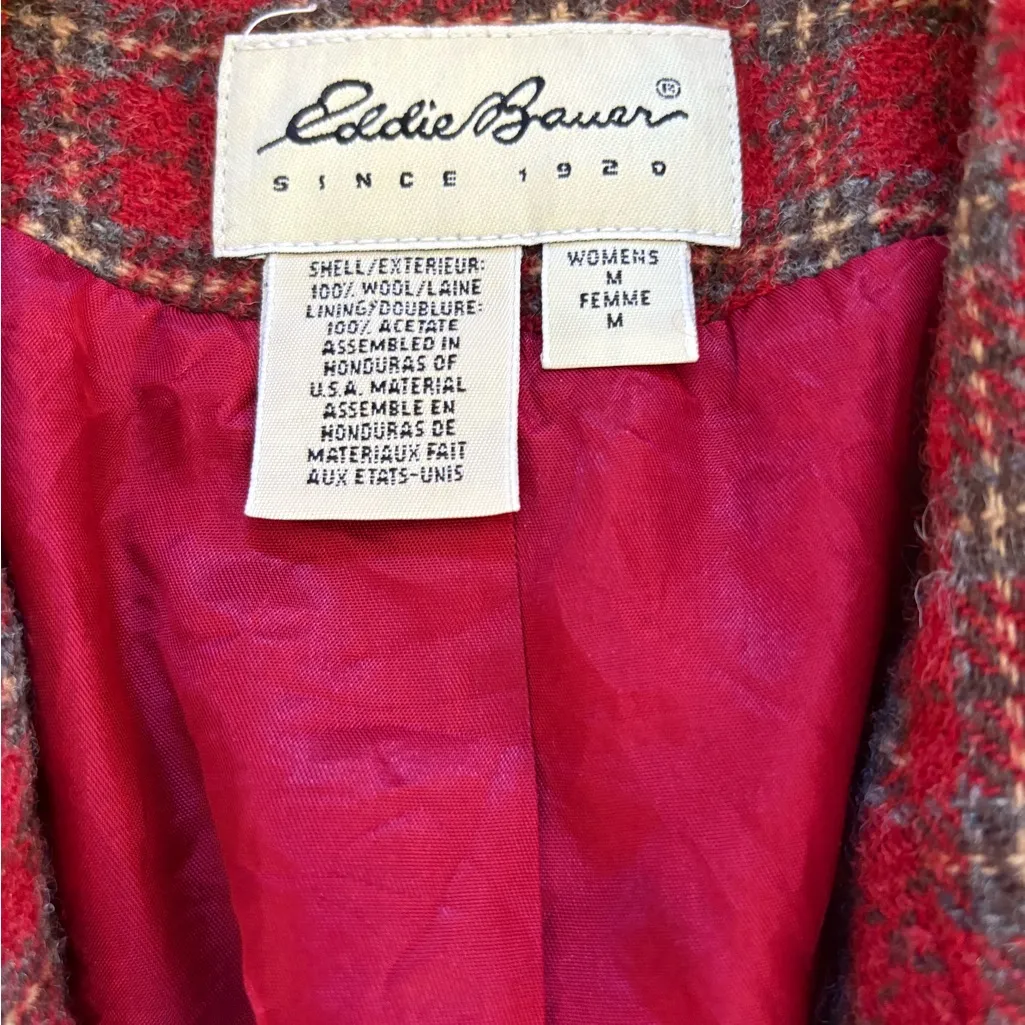 Eddie Bauer®
SINCE 1920
SHELL/EXTERIEUR:
100% WOOL/LAINE
LINING/DOUBLURE:
100% ACETATE
ASSEMBLED IN
HONDURAS OF
U.S.A. MATERIAL
ASSEMBLE EN
HONDURAS DE
MATERIAUX FAIT
AUX ETATS-UNIS
WOMENS
M
FEMME
M